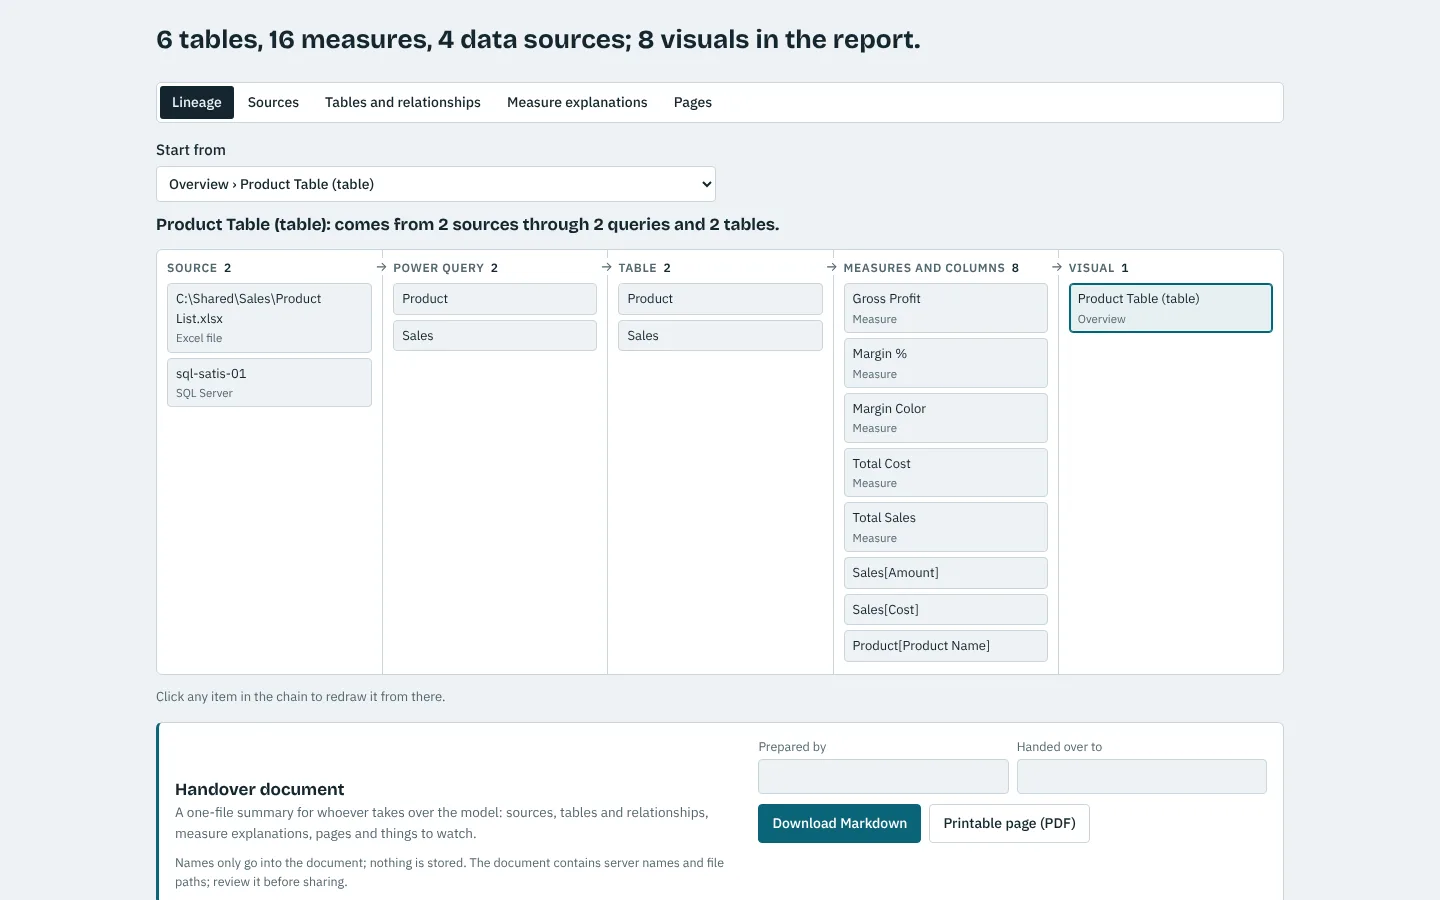 6 tables, 16 measures, 4 data sources; 8 visuals in the report.
Lineage
Sources
Tables and relationships
Measure explanations
Pages
Start from
Overview › Product Table (table)
Product Table (table): comes from 2 sources through 2 queries and 2 tables.
SOURCE 2
C:\Shared\Sales\Product
List.xlsx
Excel file
sql-satis-01
SQL Server
→ POWER QUERY 2
Product
Sales
→ TABLE 2
Product
Sales
→ MEASURES AND COLUMNS 8
Gross Profit
Measure
Margin %
Measure
Margin Color
Measure
Total Cost
Measure
Total Sales
Measure
Sales[Amount]
Sales[Cost]
Product[Product Name]
→ VISUAL 1
Product Table (table)
Overview
Click any item in the chain to redraw it from there.
Handover document
A one-file summary for whoever takes over the model: sources, tables and relationships,
measure explanations, pages and things to watch.
Names only go into the document; nothing is stored. The document contains server names and file
paths; review it before sharing.
Prepared by
Handed over to
Download Markdown
Printable page (PDF)